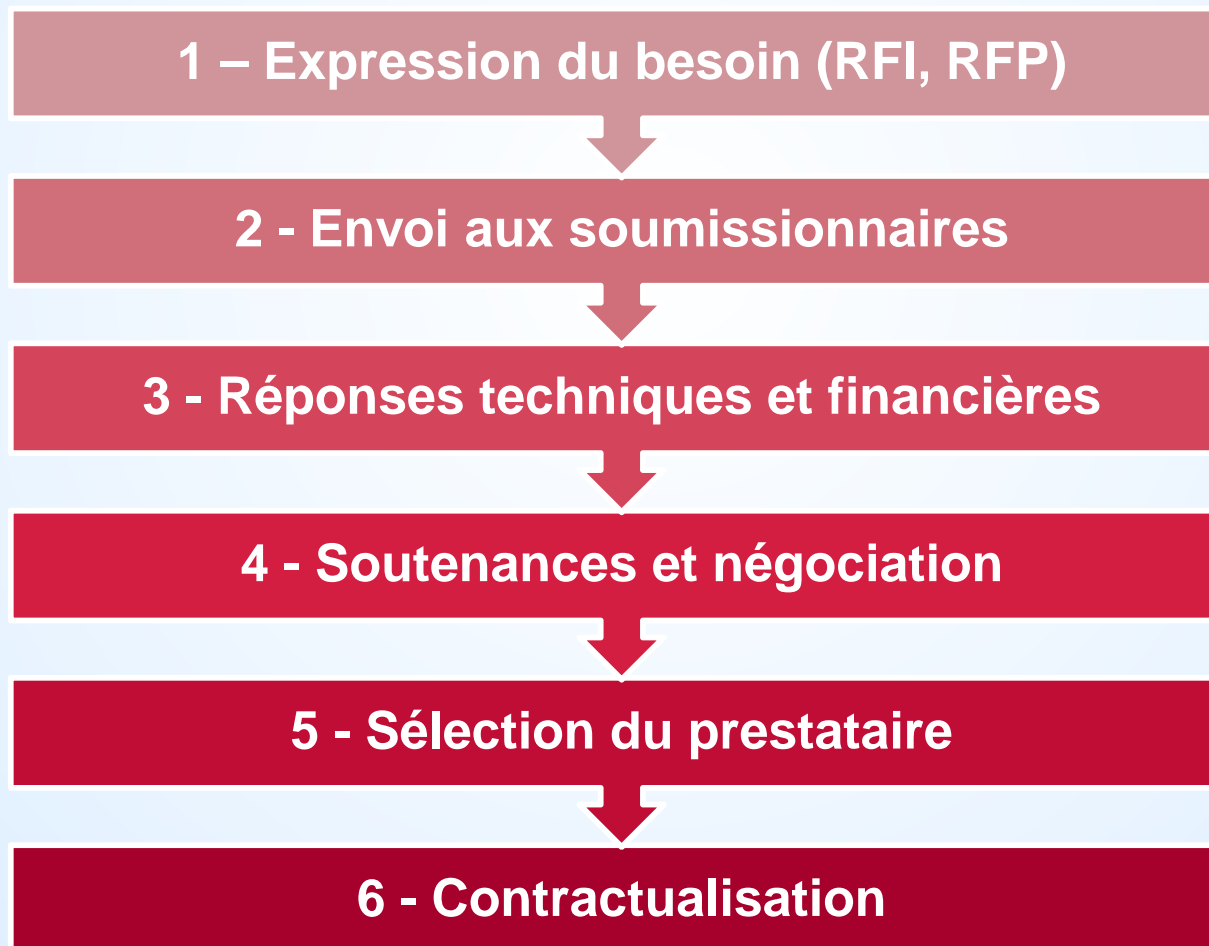 1 – Expression du besoin (RFI, RFP)
2 - Envoi aux soumissionnaires
3 - Réponses techniques et financières
4 - Soutenances et négociation
5 - Sélection du prestataire
6 - Contractualisation